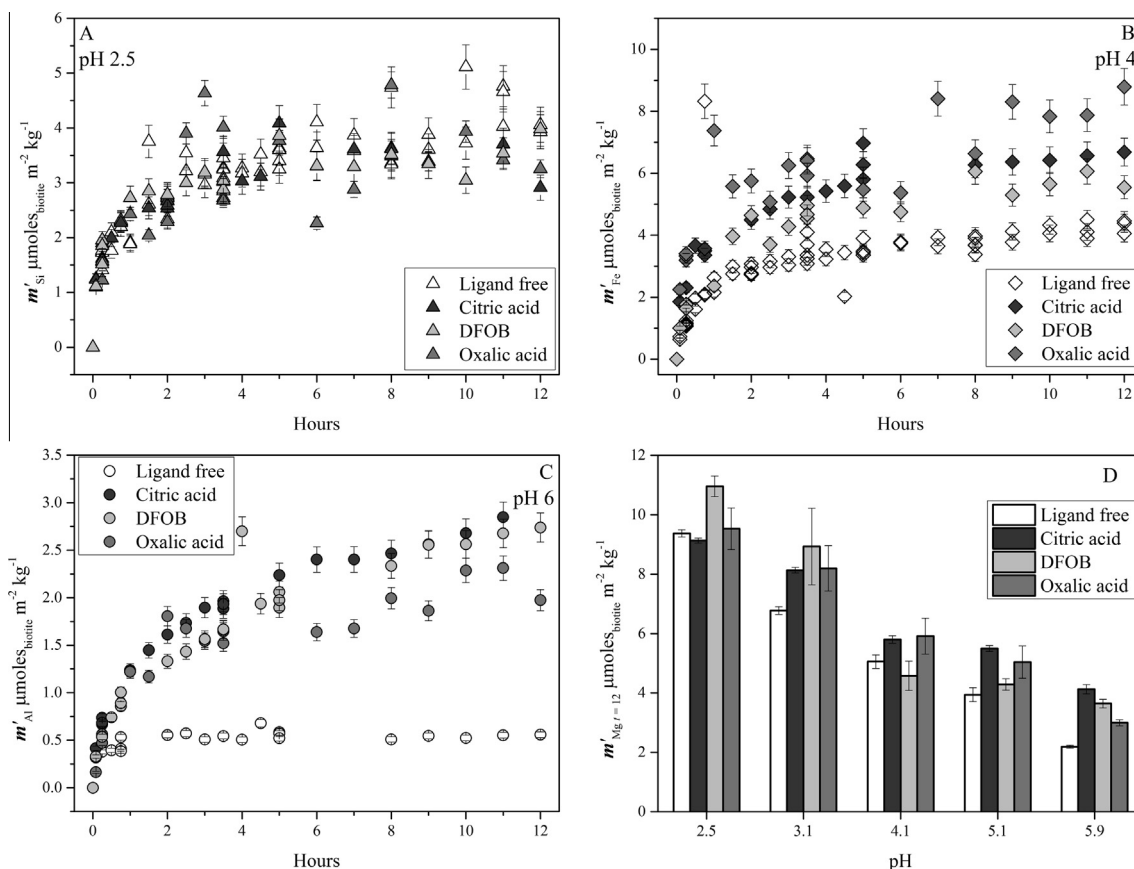 A
pH 2.5
m′Si μmolesbiotite m-2 kg-1
6
5
4
3
2
1
0
Ligand free
Citric acid
DFOB
Oxalic acid
0 2 4 6 8 10 12
Hours
B
pH 4
m′Fe μmolesbiotite m-2 kg-1
10
8
6
4
2
0
Ligand free
Citric acid
DFOB
Oxalic acid
0 2 4 6 8 10 12
Hours
C
pH 6
m′Al μmolesbiotite m-2 kg-1
3.5
3.0
2.5
2.0
1.5
1.0
0.5
0.0
Ligand free
Citric acid
DFOB
Oxalic acid
0 2 4 6 8 10 12
Hours
D
m′Mg t = 12 μmolesbiotite m-2 kg-1
12
10
8
6
4
2
0
Ligand free
Citric acid
DFOB
Oxalic acid
2.5 3.1 4.1 5.1 5.9
pH